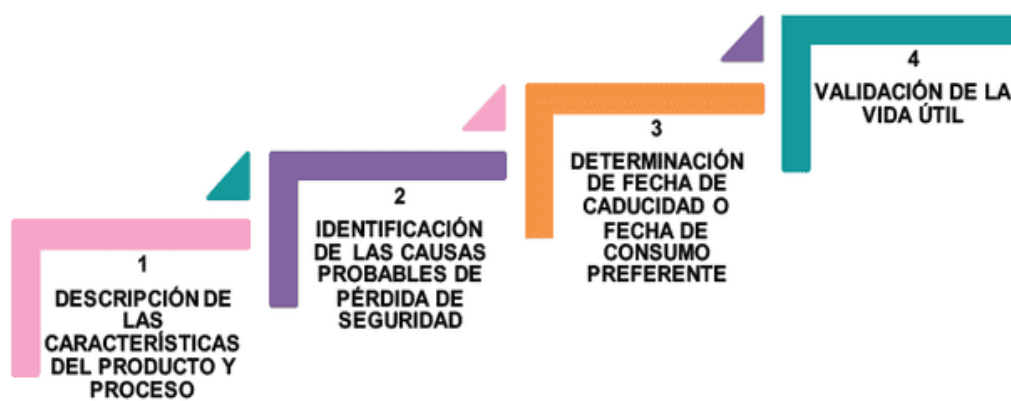 1
DESCRIPCIÓN DE
LAS
CARACTERÍSTICAS
DEL PRODUCTO Y
PROCESO
2
IDENTIFICACIÓN
DE LAS CAUSAS
PROBABLES DE
PÉRDIDA DE
SEGURIDAD
3
DETERMINACIÓN
DE FECHA DE
CADUCIDAD O
FECHA DE
CONSUMO
PREFERENTE
4
VALIDACIÓN DE LA
VIDA ÚTIL